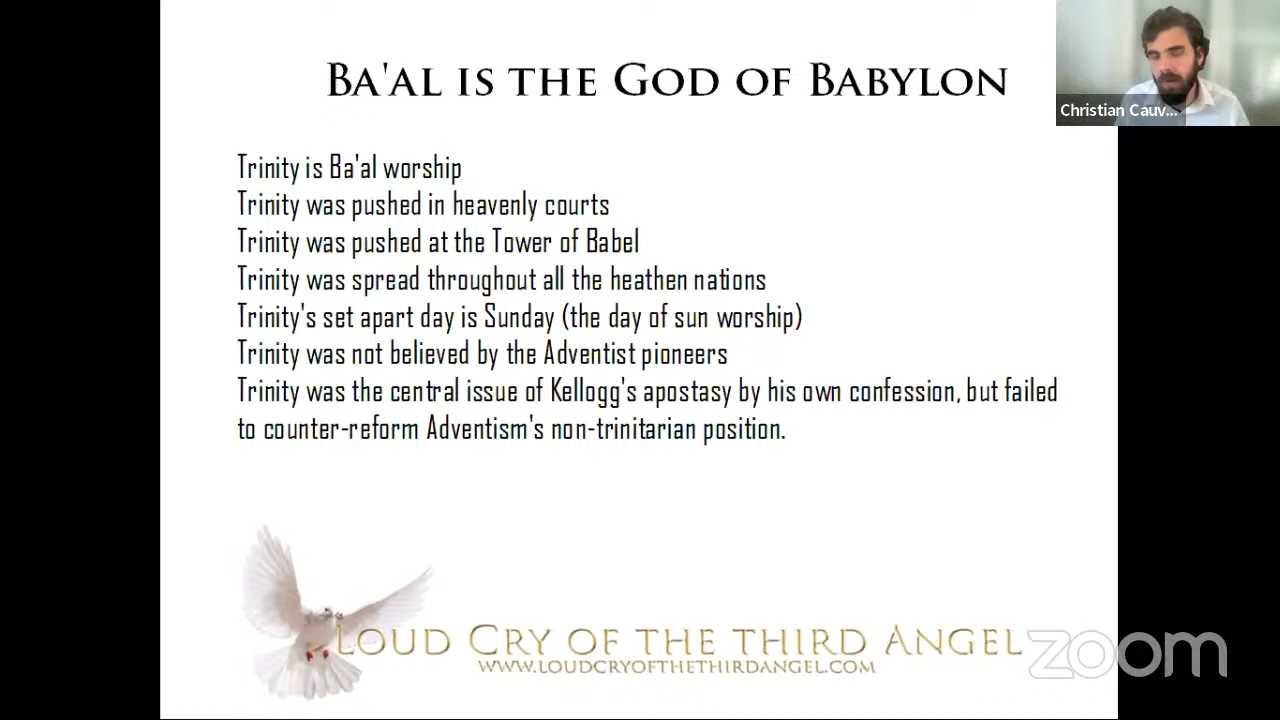 Ba'al is the God of Babylon
Christian Cauv...
Trinity is Ba'al worship
Trinity was pushed in heavenly courts
Trinity was pushed at the Tower of Babel
Trinity was spread throughout all the heathen nations
Trinity's set apart day is Sunday (the day of sun worship)
Trinity was not believed by the Adventist pioneers
Trinity was the central issue of Kellogg's apostasy by his own confession, but failed
to counter-reform Adventism's non-trinitarian position.
Loud Cry of the third Angel
www.loudcryofthethirdangel.com
zoom